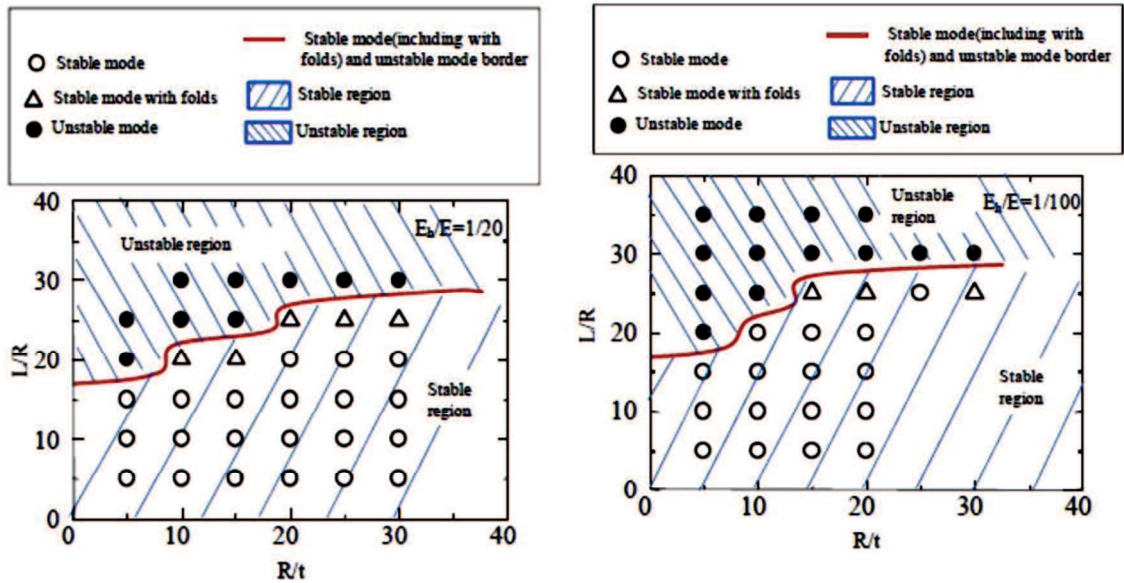 Stable mode
Stable mode with folds
Unstable mode
Stable mode(including with
folds) and unstable mode border
Stable region
Unstable region
40
30
20
10
0
L/R
Unstable region
E_h/E=1/20
Stable
region
0
10
20
30
40
R/t
Stable mode
Stable mode with folds
Unstable mode
Stable mode(including with
folds) and unstable mode border
Stable region
Unstable region
40
30
20
10
0
L/R
Unstable
region
E_h/E=1/100
Stable
region
0
10
20
30
40
R/t